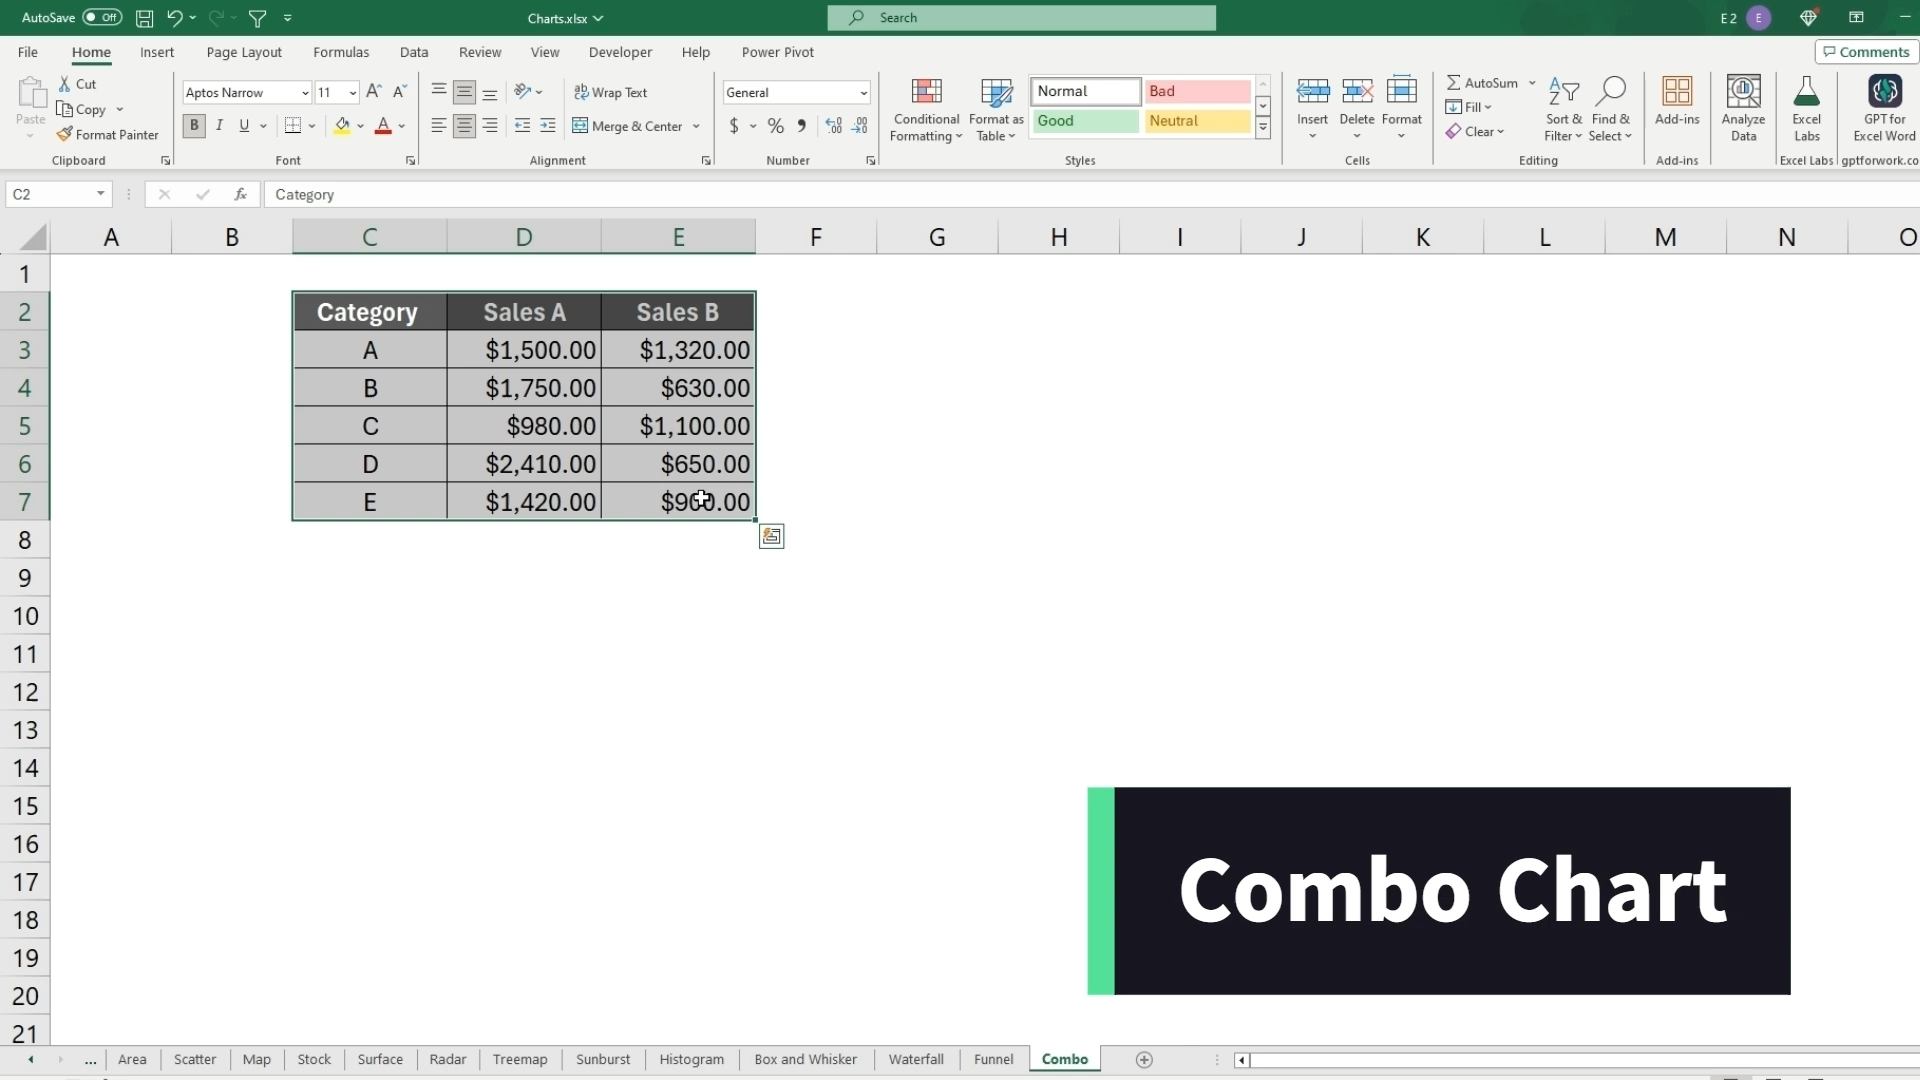 AutoSave Off Charts.xlsx Search E 2 E
File Home Insert Page Layout Formulas Data Review View Developer Help Power Pivot Comments
Paste Cut Copy Format Painter Clipboard
Aptos Narrow 11 A A B I U A Font
ab Wrap Text Merge & Center Alignment
General $ % Number
Conditional Formatting Format as Table Normal Bad Good Neutral Styles
Insert Delete Format Cells
AutoSum Fill Clear Sort & Filter Find & Select Editing
Add-ins Add-ins
Analyze Data
Excel Labs Excel Labs
GPT for Excel Word gptforwork.co
C2 fx Category
A B C D E F G H I J K L M N O
1
2 Category Sales A Sales B
3 A $1,500.00 $1,320.00
4 B $1,750.00 $630.00
5 C $980.00 $1,100.00
6 D $2,410.00 $650.00
7 E $1,420.00
8
9
10
11
12
13
14
15
16
17
18
19
20
21
Combo Chart
... Area Scatter Map Stock Surface Radar Treemap Sunburst Histogram Box and Whisker Waterfall Funnel Combo